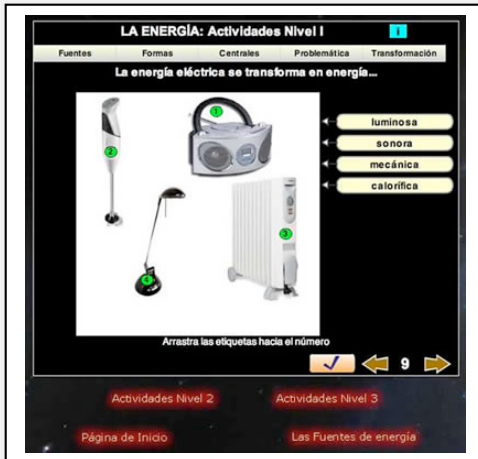 LA ENERGÍA: Actividades Nivel I
i
Fuentes Formas Centrales Problemática Transformación
La energía eléctrica se transforma en energía...
1
luminosa
2
sonora
mecánica
calorífica
3
4
Arrastra las etiquetas hacia el número
9
Actividades Nivel 2 Actividades Nivel 3
Página de Inicio Las Fuentes de energía